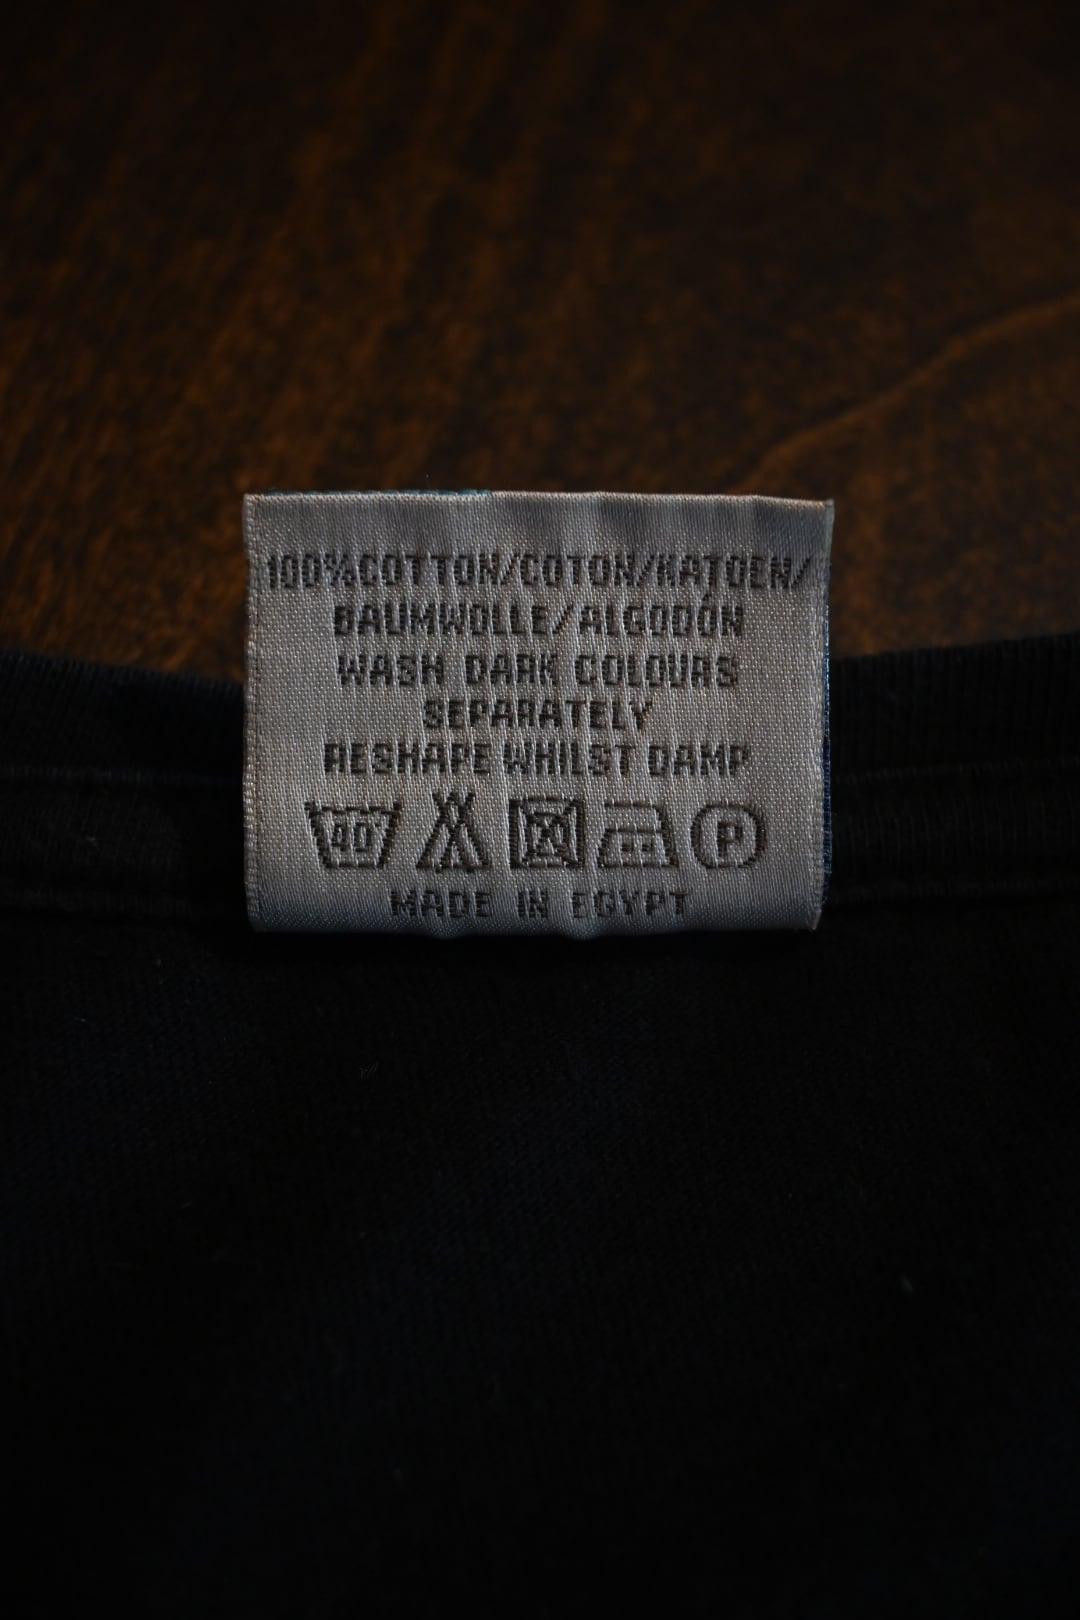 100%COTTON/COTON/KATOEN/
BAUMWOLLE/ALGODÓN
WASH DARK COLOURS
SEPARATELY
RESHAPE WHILST DAMP
40 P
MADE IN EGYPT